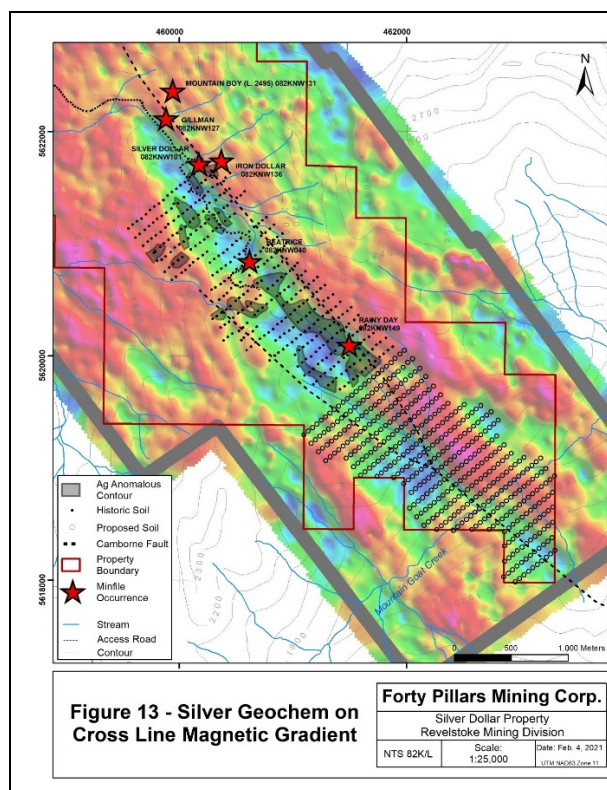 460000
462000
N
MOUNTAIN BOY (L. 2495) 082KNW131
GILLMAN
082KNW127
5622000
SILVER DOLLAR
082KNW101
IRON DOLLAR
082KNW136
BEATRICE
082KNW040
RAINY DAY
082KNW149
5620000
2700
Ag Anomalous
Contour
Historic Soil
Proposed Soil
Camborne Fault
Property
Boundary
Minfile
Occurrence
Stream
Access Road
Contour
5618000
2300
2200
1800
Mountain Goat Creek
0 500 1,000 Meters
Figure 13 - Silver Geochem on
Cross Line Magnetic Gradient
Forty Pillars Mining Corp.
Silver Dollar Property
Revelstoke Mining Division
NTS 82K/L
Scale:
1:25,000
Date: Feb. 4, 2021
UTM NAD83 Zone 11